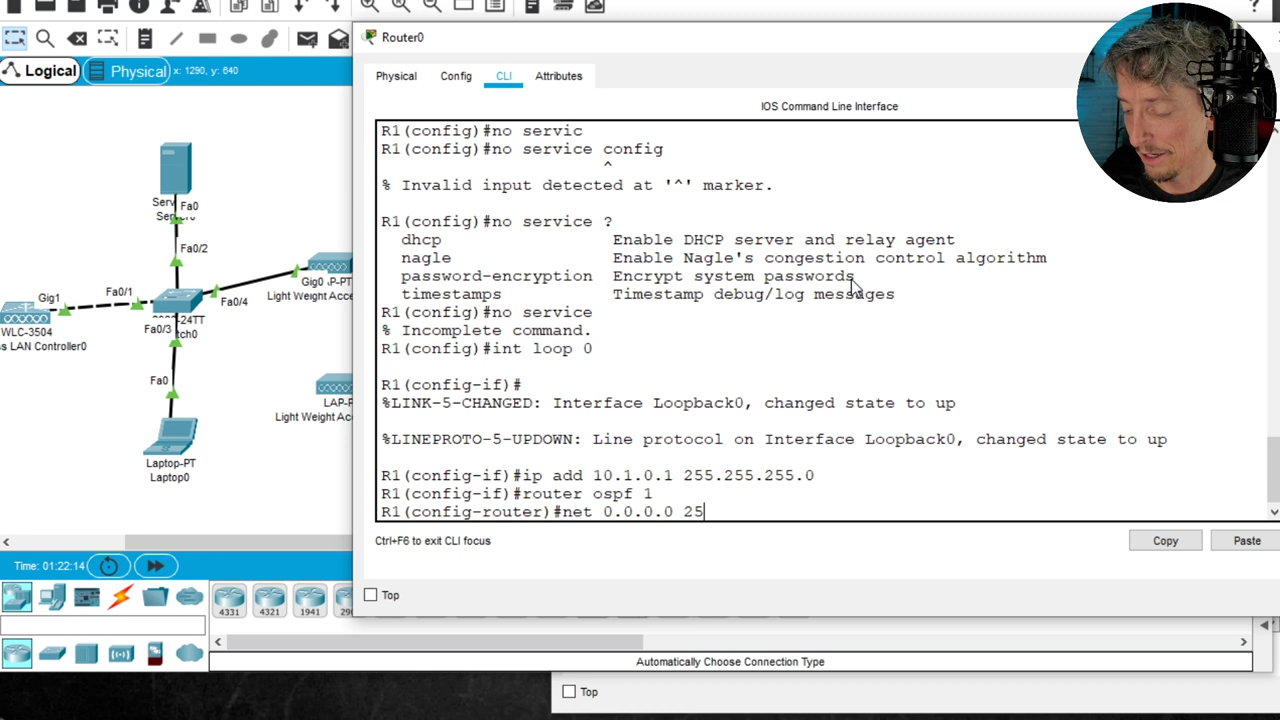 Router0
Logical
Physical
x: 1290, y: 640
Physical
Config
CLI
Attributes
IOS Command Line Interface
R1(config)#no servic
R1(config)#no service config
^
% Invalid input detected at '^' marker.
R1(config)#no service ?
dhcp Enable DHCP server and relay agent
nagle Enable Nagle's congestion control algorithm
password-encryption Encrypt system passwords
timestamps Timestamp debug/log messages
R1(config)#no service
% Incomplete command.
R1(config)#int loop 0
R1(config-if)#
%LINK-5-CHANGED: Interface Loopback0, changed state to up
%LINEPROTO-5-UPDOWN: Line protocol on Interface Loopback0, changed state to up
R1(config-if)#ip add 10.1.0.1 255.255.255.0
R1(config-if)#router ospf 1
R1(config-router)#net 0.0.0.0 25
Ctrl+F6 to exit CLI focus
Copy
Paste
Top
Fa0
Fa0/2
Gig0
Light Weight Acce
Gig1
Fa0/1
Fa0/4
WLC-3504
s LAN Controller0
Fa0/3
Fa0
LAP-P
Light Weight Acc
Laptop-PT
Laptop0
Time: 01:22:14
4331
4321
1941
290
Automatically Choose Connection Type
Top